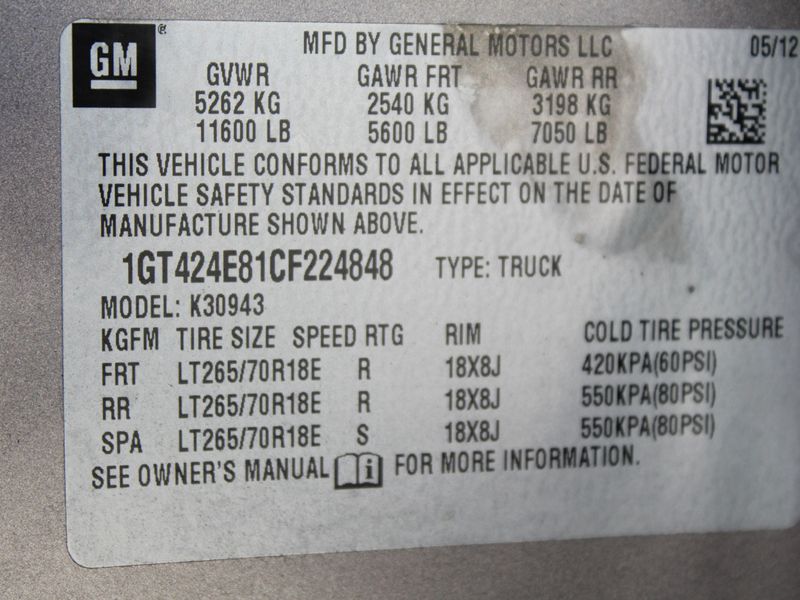 GM ® MFD BY GENERAL MOTORS LLC 05/12
GVWR GAWR FRT GAWR RR
5262 KG 2540 KG 3198 KG
11600 LB 5600 LB 7050 LB
THIS VEHICLE CONFORMS TO ALL APPLICABLE U.S. FEDERAL MOTOR
VEHICLE SAFETY STANDARDS IN EFFECT ON THE DATE OF
MANUFACTURE SHOWN ABOVE.
1GT424E81CF224848 TYPE: TRUCK
MODEL: K30943
KGFM TIRE SIZE SPEED RTG RIM COLD TIRE PRESSURE
FRT LT265/70R18E R 18X8J 420KPA(60PSI)
RR LT265/70R18E R 18X8J 550KPA(80PSI)
SPA LT265/70R18E S 18X8J 550KPA(80PSI)
SEE OWNER'S MANUAL i FOR MORE INFORMATION.